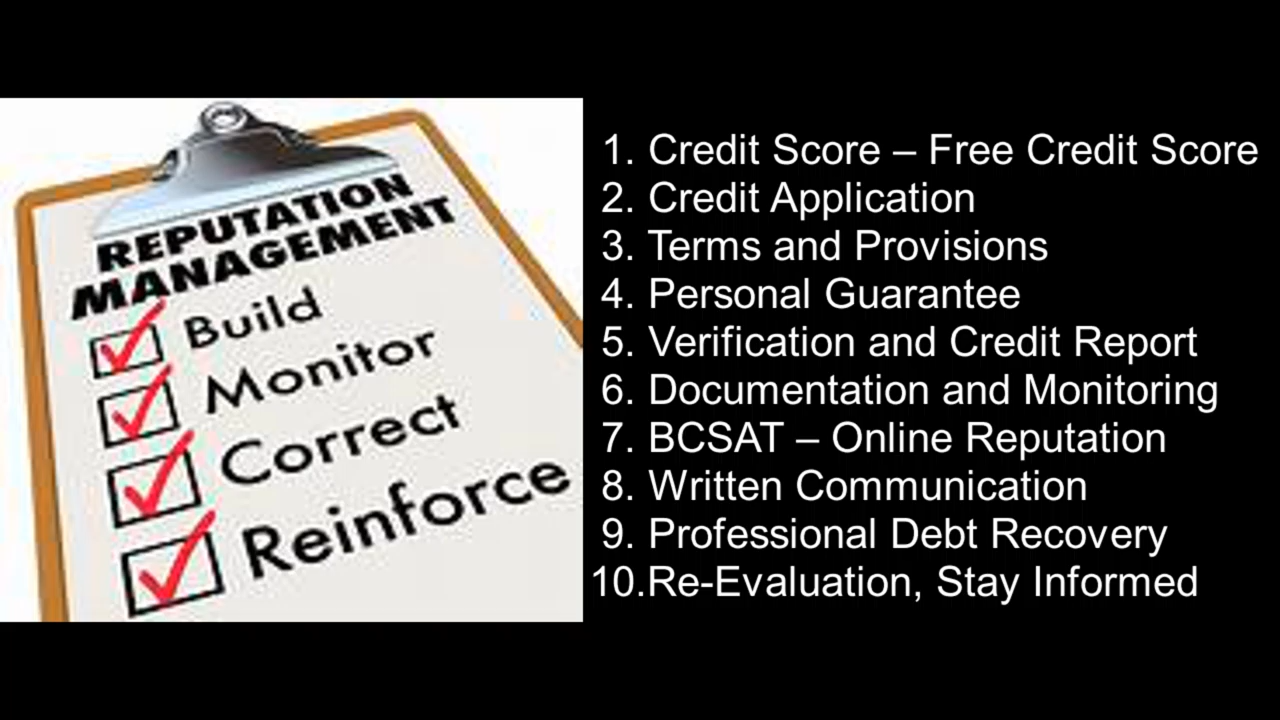 REPUTATION
MANAGEMENT
Build
Monitor
Correct
Reinforce
1. Credit Score – Free Credit Score
2. Credit Application
3. Terms and Provisions
4. Personal Guarantee
5. Verification and Credit Report
6. Documentation and Monitoring
7. BCSAT – Online Reputation
8. Written Communication
9. Professional Debt Recovery
10.Re-Evaluation, Stay Informed